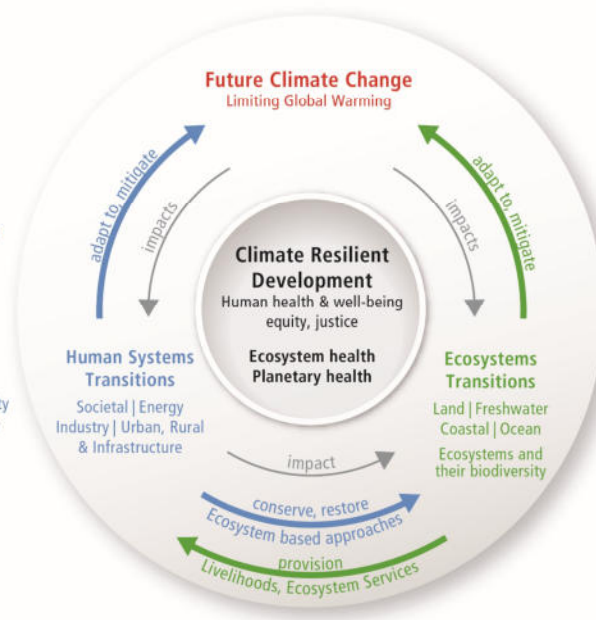 Future Climate Change
Limiting Global Warming
adapt to, mitigate
impacts
impacts
adapt to, mitigate
Climate Resilient
Development
Human health & well-being
equity, justice
Ecosystem health
Planetary health
Human Systems
Transitions
Societal | Energy
Industry | Urban, Rural
& Infrastructure
Ecosystems
Transitions
Land | Freshwater
Coastal | Ocean
Ecosystems and
their biodiversity
impact
conserve, restore
Ecosystem based approaches
provision
Livelihoods, Ecosystem Services